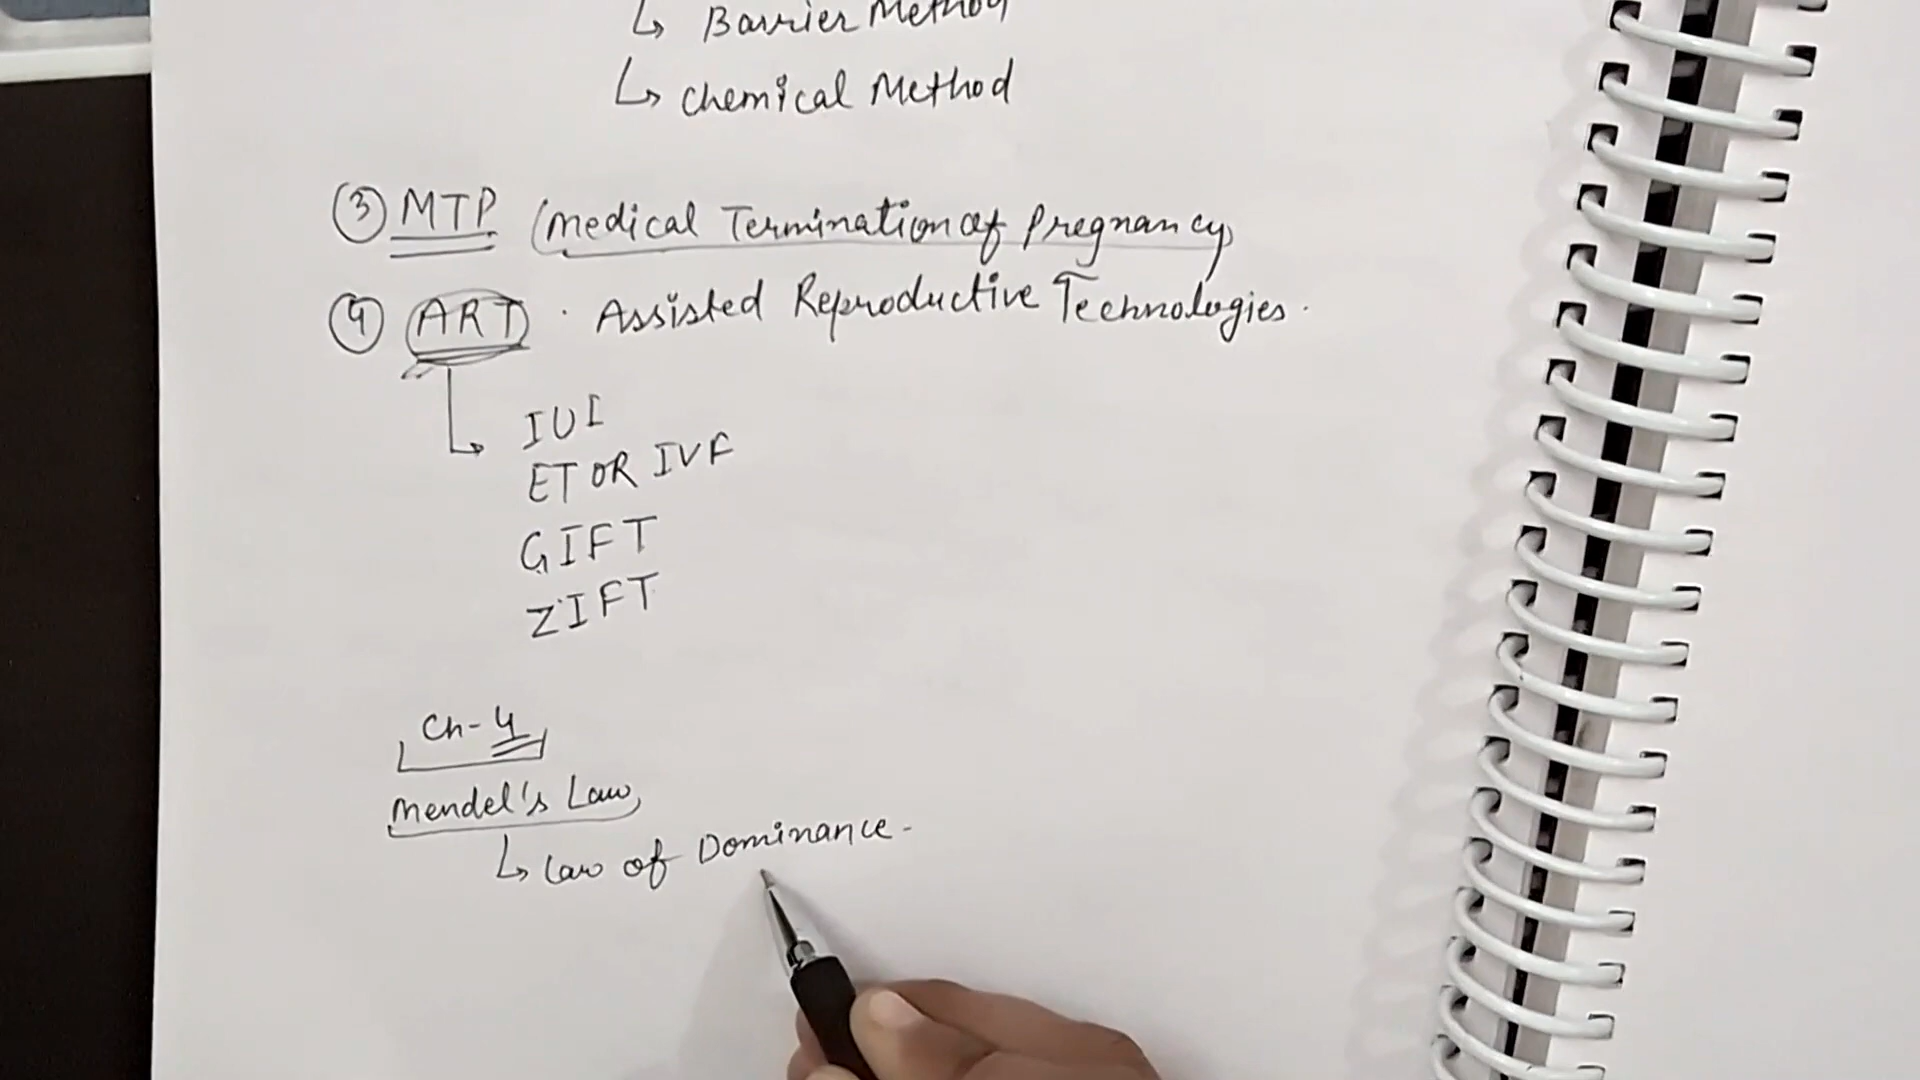 ↳ Barrier Method
↳ Chemical Method
③ MTP (Medical Termination of Pregnancy)
④ ART. Assisted Reproductive Technologies.
↳ IUI
ET OR IVF
GIFT
ZIFT
Ch-4
Mendel's Law
↳ Law of Dominance-